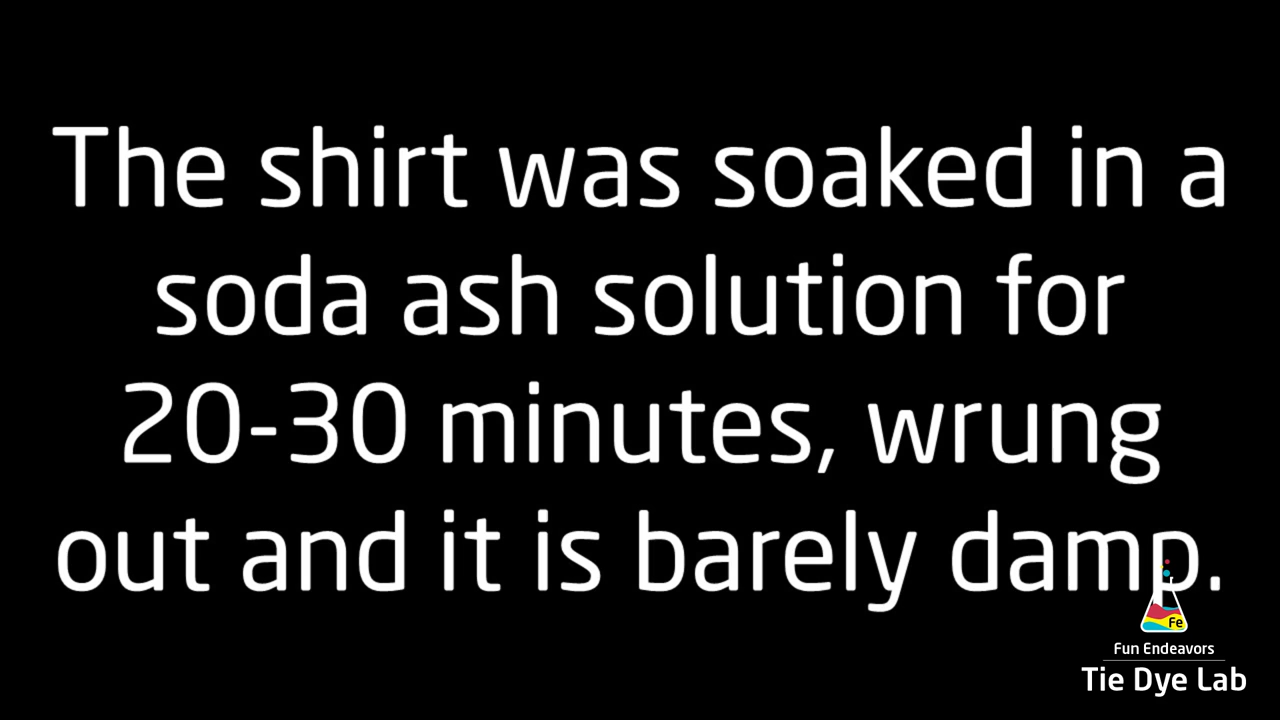 The shirt was soaked in a
soda ash solution for
20-30 minutes, wrung
out and it is barely damp.
Fe
Fun Endeavors
Tie Dye Lab